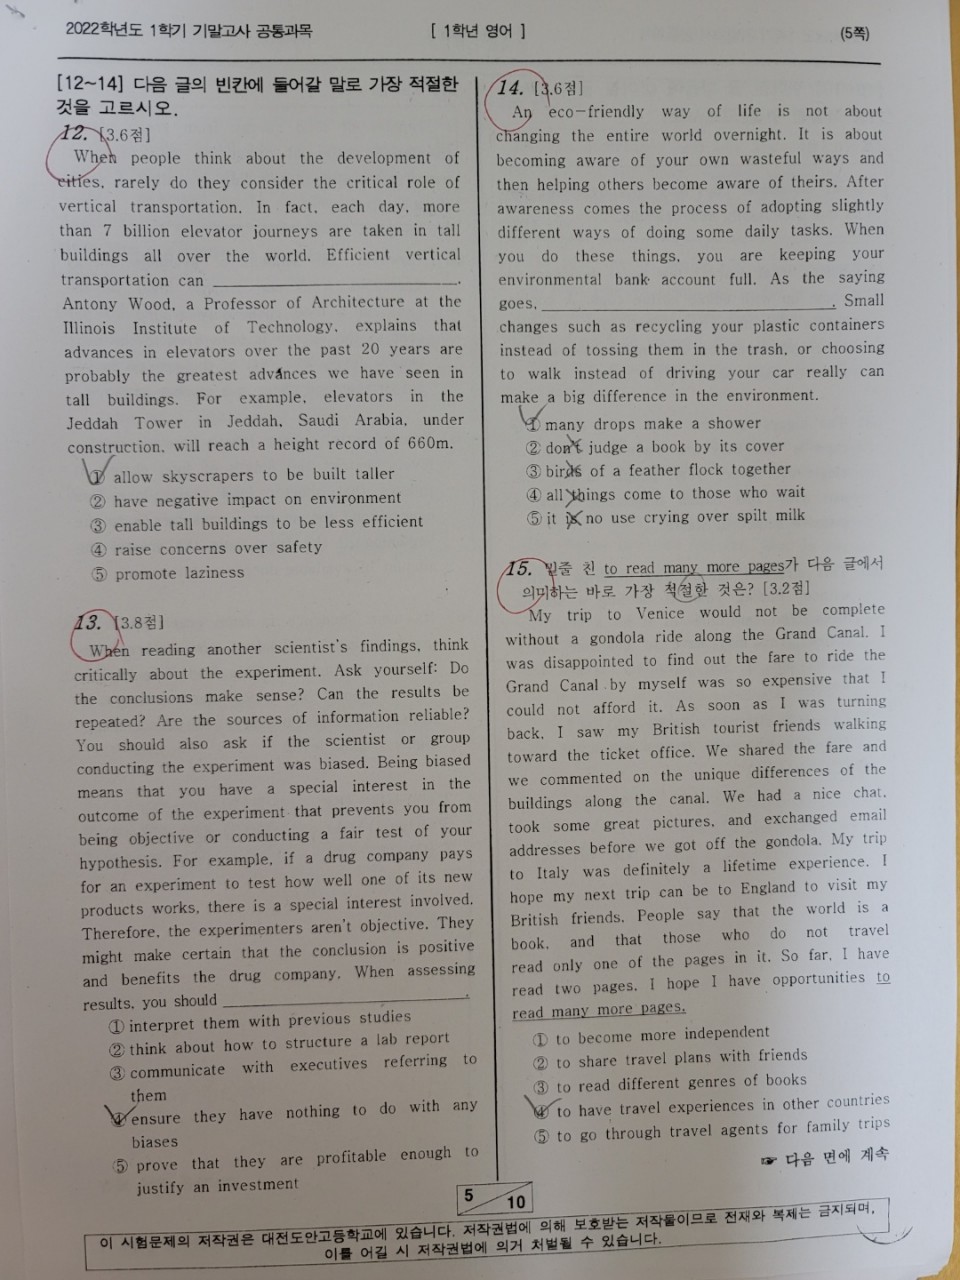 2022학년도 1학기 기말고사 공통과목
[ 1학년 영어 ]
(5쪽)
[12~14] 다음 글의 빈칸에 들어갈 말로 가장 적절한
것을 고르시오.
12. [3.6점]
When people think about the development of
cities, rarely do they consider the critical role of
vertical transportation. In fact, each day, more
than 7 billion elevator journeys are taken in tall
buildings all over the world. Efficient vertical
transportation can ____________________.
Antony Wood, a Professor of Architecture at the
Illinois Institute of Technology, explains that
advances in elevators over the past 20 years are
probably the greatest advances we have seen in
tall buildings. For example, elevators in the
Jeddah Tower in Jeddah, Saudi Arabia, under
construction, will reach a height record of 660m.
① allow skyscrapers to be built taller
② have negative impact on environment
③ enable tall buildings to be less efficient
④ raise concerns over safety
⑤ promote laziness
13. [3.8점]
When reading another scientist's findings, think
critically about the experiment. Ask yourself: Do
the conclusions make sense? Can the results be
repeated? Are the sources of information reliable?
You should also ask if the scientist or group
conducting the experiment was biased. Being biased
means that you have a special interest in the
outcome of the experiment that prevents you from
being objective or conducting a fair test of your
hypothesis. For example, if a drug company pays
for an experiment to test how well one of its new
products works, there is a special interest involved.
Therefore, the experimenters aren't objective. They
might make certain that the conclusion is positive
and benefits the drug company. When assessing
results, you should ____________________.
① interpret them with previous studies
② think about how to structure a lab report
③ communicate with executives referring to
them
④ ensure they have nothing to do with any
biases
⑤ prove that they are profitable enough to
justify an investment
14. [3.6점]
An eco-friendly way of life is not about
changing the entire world overnight. It is about
becoming aware of your own wasteful ways and
then helping others become aware of theirs. After
awareness comes the process of adopting slightly
different ways of doing some daily tasks. When
you do these things, you are keeping your
environmental bank account full. As the saying
goes, ____________________. Small
changes such as recycling your plastic containers
instead of tossing them in the trash, or choosing
to walk instead of driving your car really can
make a big difference in the environment.
① many drops make a shower
② don't judge a book by its cover
③ birds of a feather flock together
④ all things come to those who wait
⑤ it is no use crying over spilt milk
15. 밑줄 친 to read many more pages가 다음 글에서
의미하는 바로 가장 적절한 것은? [3.2점]
My trip to Venice would not be complete
without a gondola ride along the Grand Canal. I
was disappointed to find out the fare to ride the
Grand Canal by myself was so expensive that I
could not afford it. As soon as I was turning
back, I saw my British tourist friends walking
toward the ticket office. We shared the fare and
we commented on the unique differences of the
buildings along the canal. We had a nice chat,
took some great pictures, and exchanged email
addresses before we got off the gondola. My trip
to Italy was definitely a lifetime experience. I
hope my next trip can be to England to visit my
British friends. People say that the world is a
book, and that those who do not travel
read only one of the pages in it. So far, I have
read two pages. I hope I have opportunities to
read many more pages.
① to become more independent
② to share travel plans with friends
③ to read different genres of books
④ to have travel experiences in other countries
⑤ to go through travel agents for family trips
☞ 다음 면에 계속
5 / 10
이 시험문제의 저작권은 대전도안고등학교에 있습니다. 저작권법에 의해 보호받는 저작물이므로 전재와 복제는 금지되며,
이를 어길 시 저작권법에 의거 처벌될 수 있습니다.